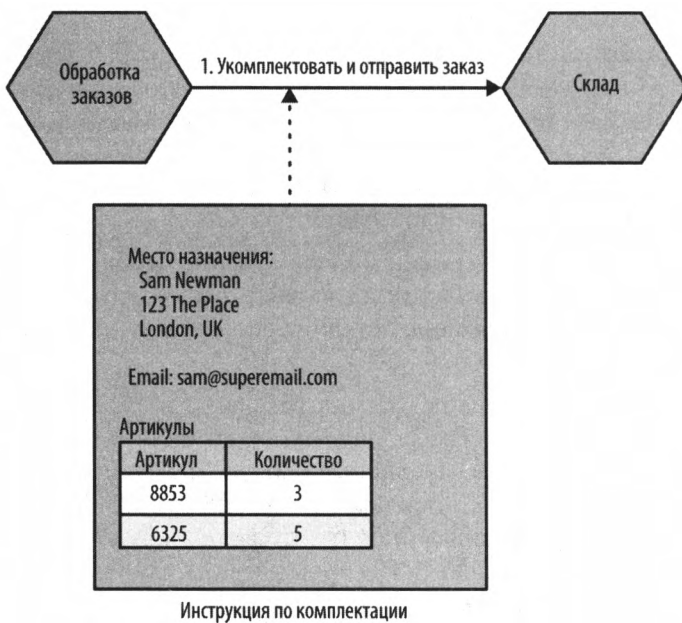 Обработка
заказов
1. Укомплектовать и отправить заказ
Склад
Место назначения:
Sam Newman
123 The Place
London, UK
Email: sam@superemail.com
Артикулы
Артикул Количество
8853 3
6325 5
Инструкция по комплектации